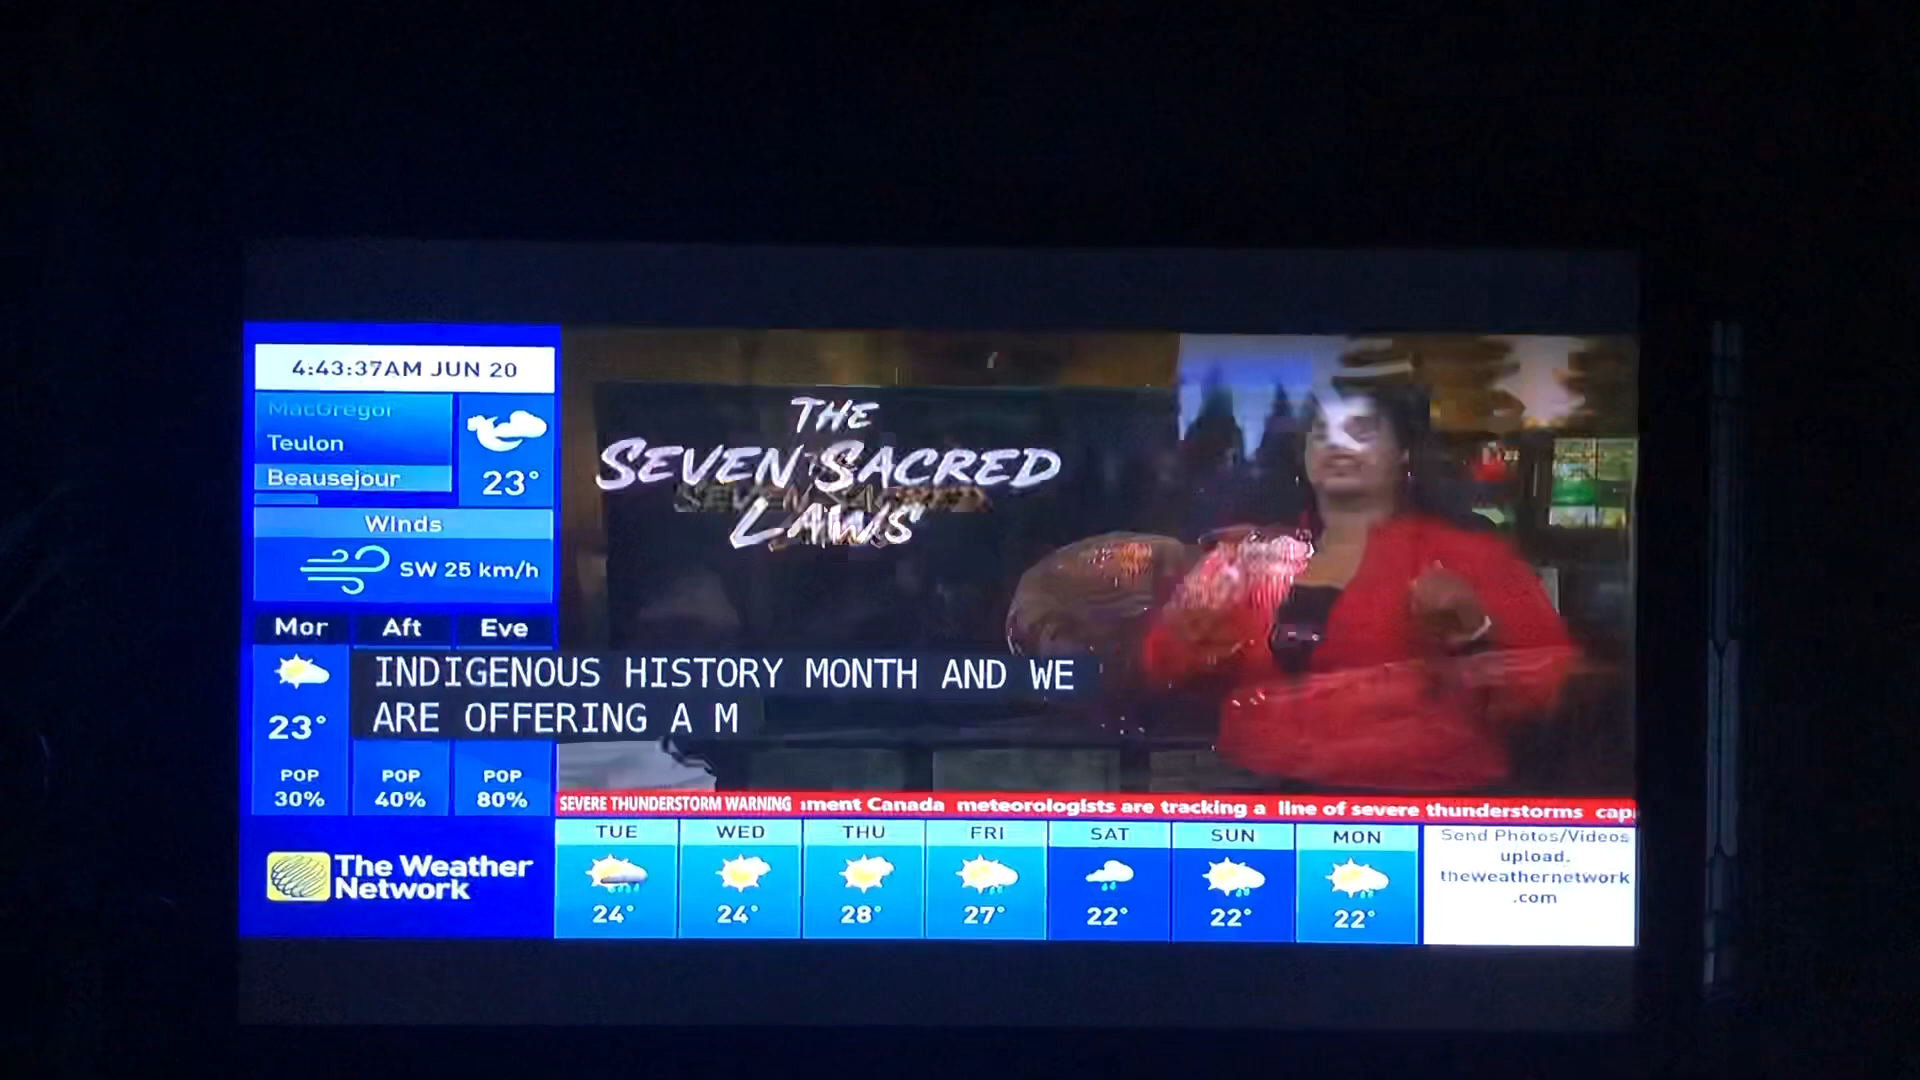 4:43:37AM JUN 20
MacGregor
Teulon
Beausejour
23°
Winds
SW 25 km/h
Mor Aft Eve
23°
POP POP POP
30% 40% 80%
The Weather
Network
THE
SEVEN SACRED
LAWS
INDIGENOUS HISTORY MONTH AND WE
ARE OFFERING A M
SEVERE THUNDERSTORM WARNING ment Canada meteorologists are tracking a line of severe thunderstorms cap
TUE WED THU FRI SAT SUN MON
24° 24° 28° 27° 22° 22° 22°
Send Photos/Videos
upload.
theweathernetwork
.com